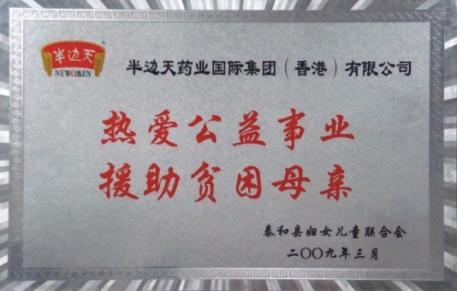 半边天
NEWOMEN
半边天药业国际集团(香港)有限公司
热爱公益事业
援助贫困母亲
泰和县妇女儿童联合会
二〇〇九年三月